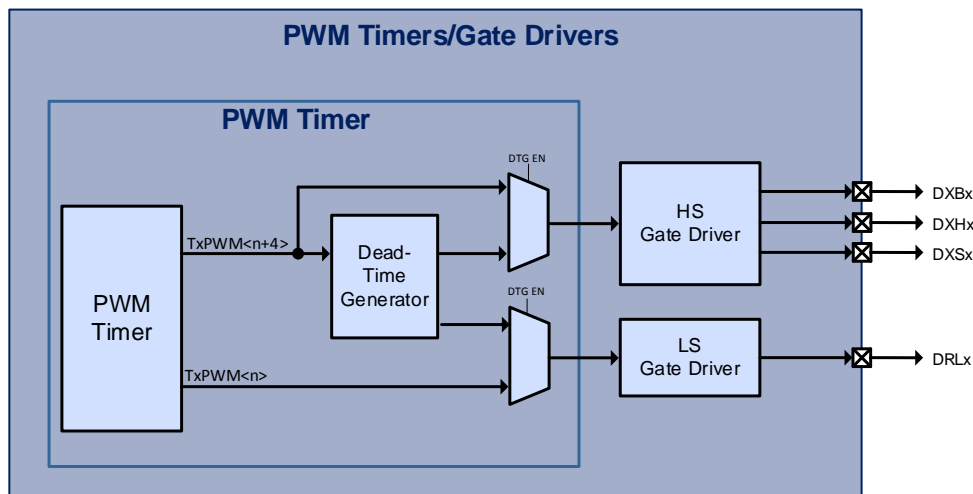 PWM Timers/Gate Drivers
PWM Timer
DTG EN
TxPWM<n+4>
PWM
Timer
Dead-
Time
Generator
HS
Gate Driver
DXBx
DXHx
DXSx
DTG EN
TxPWM<n>
LS
Gate Driver
DRLx